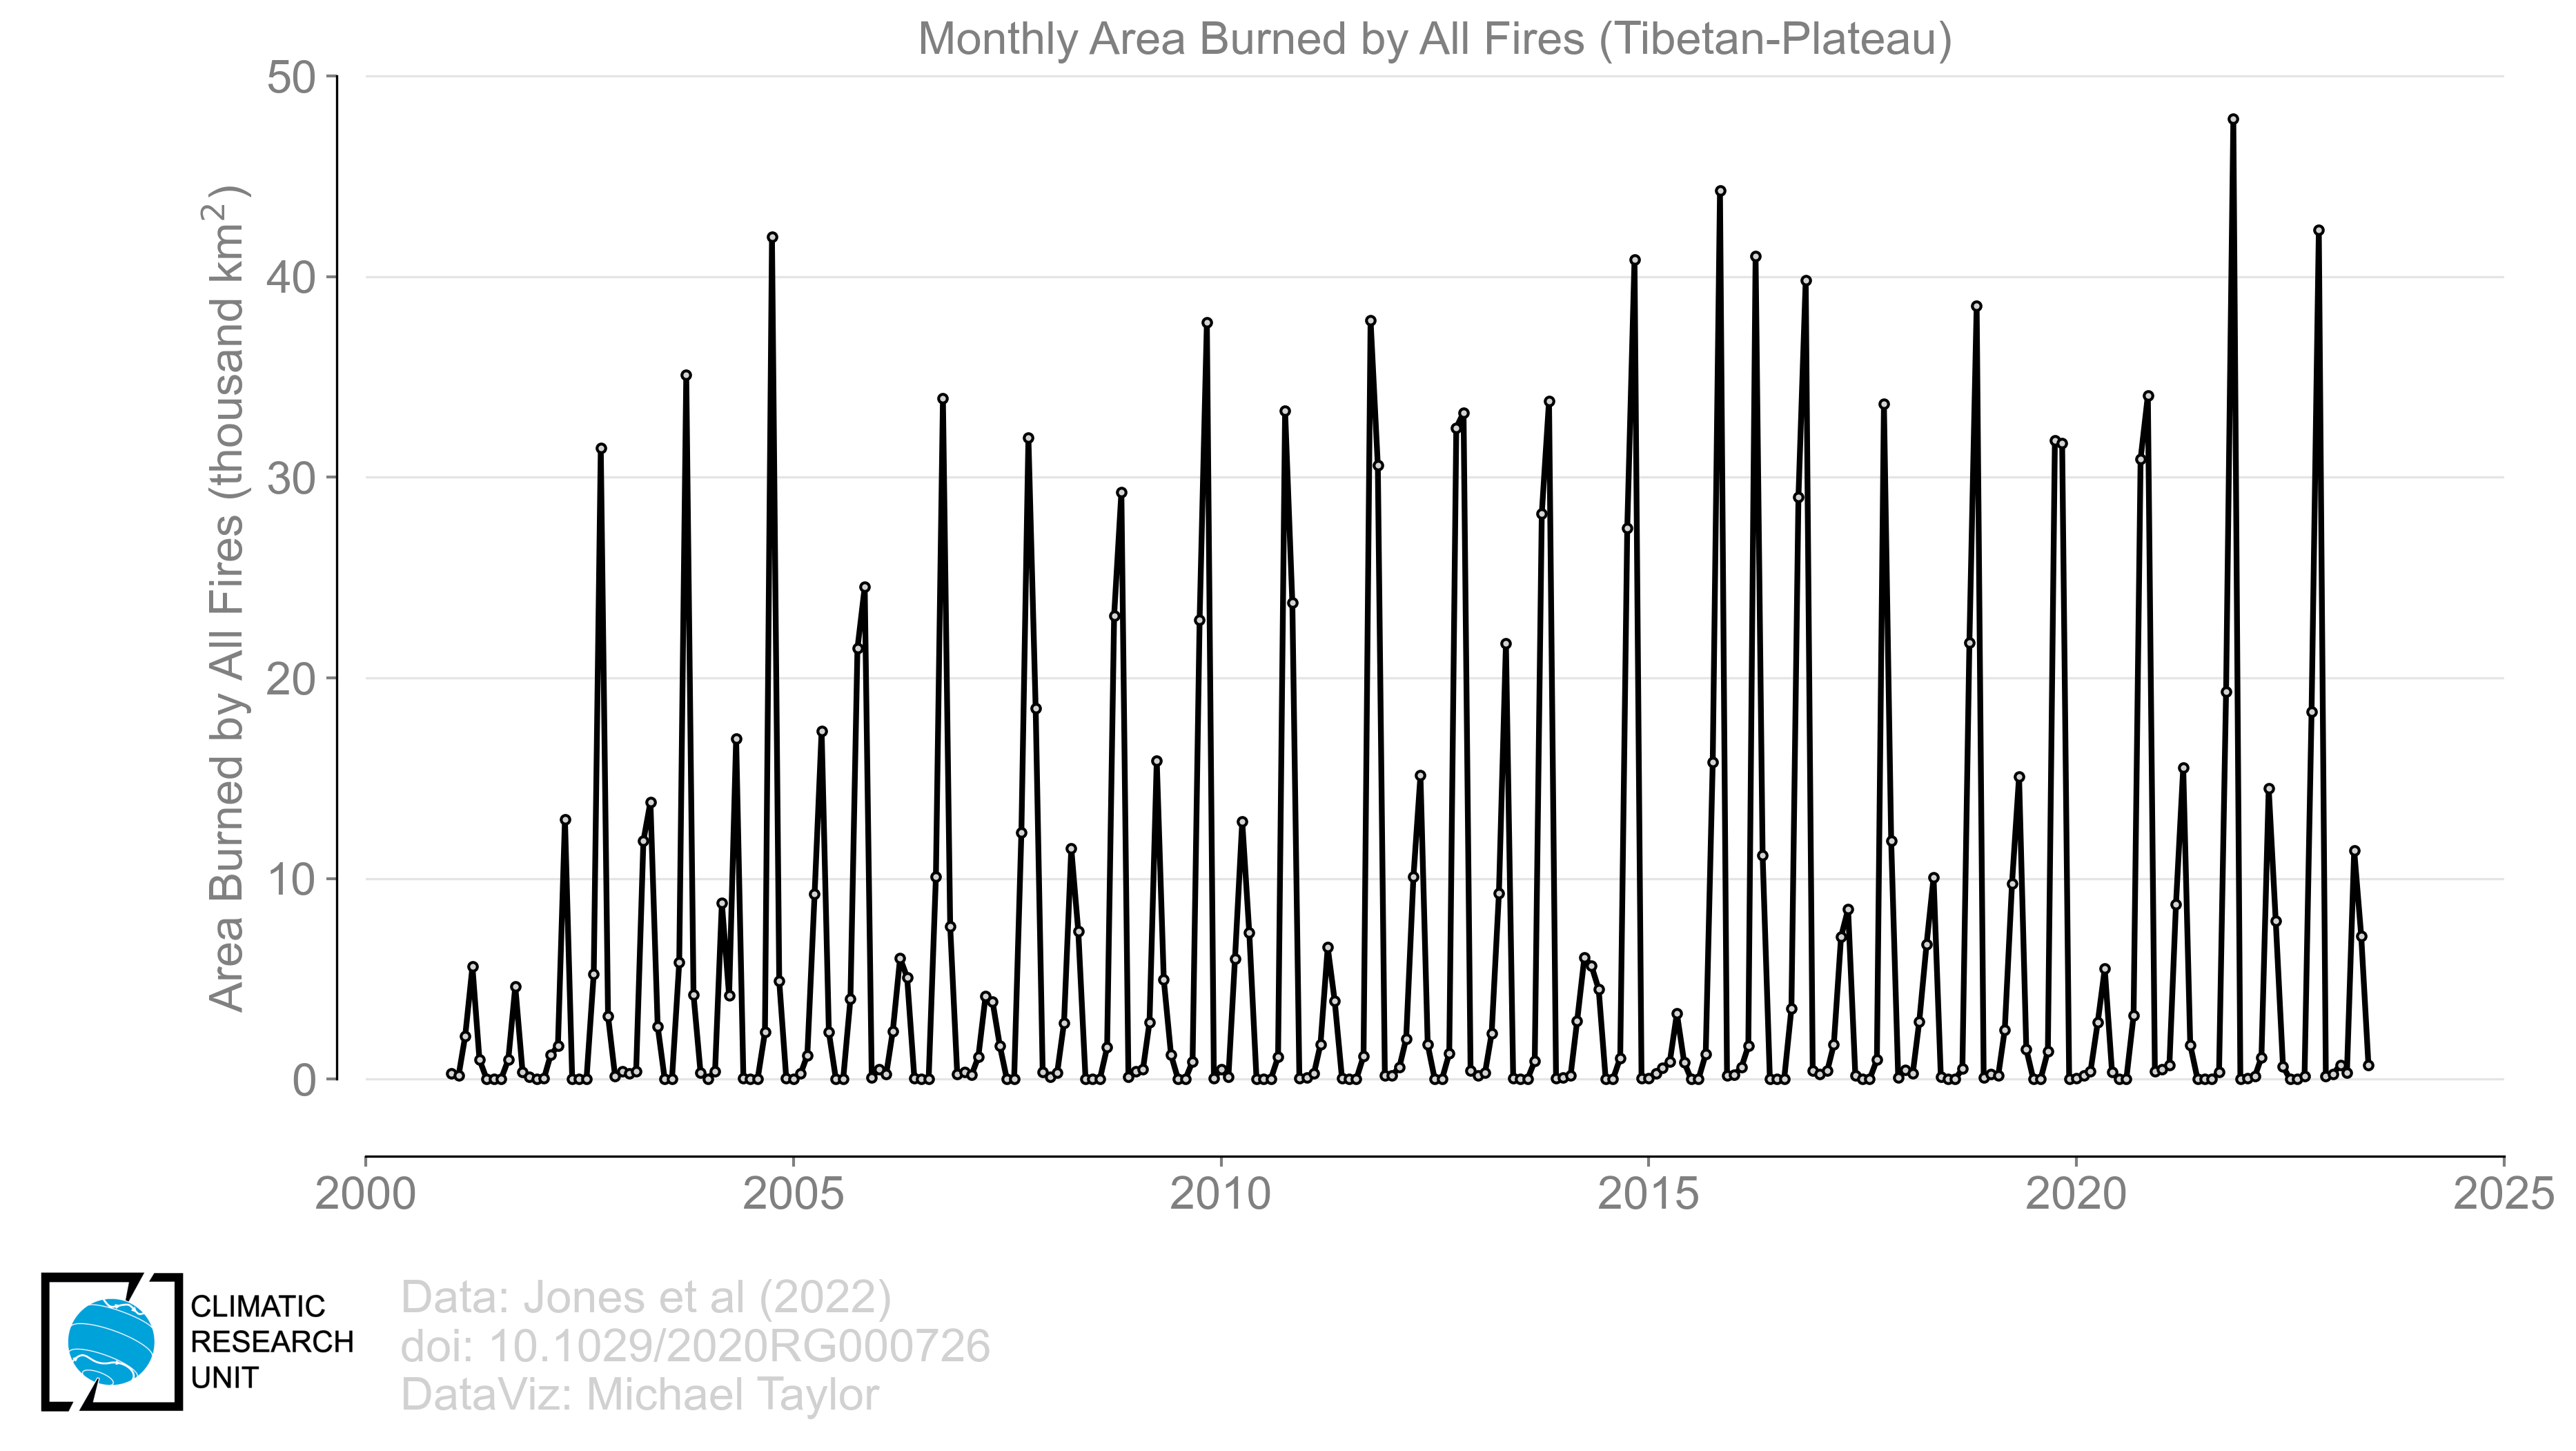 Monthly Area Burned by All Fires (Tibetan-Plateau)
Area Burned by All Fires (thousand km²)
50
40
30
20
10
0
2000
2005
2010
2015
2020
2025
CLIMATIC
RESEARCH
UNIT
Data: Jones et al (2022)
doi: 10.1029/2020RG000726
DataViz: Michael Taylor